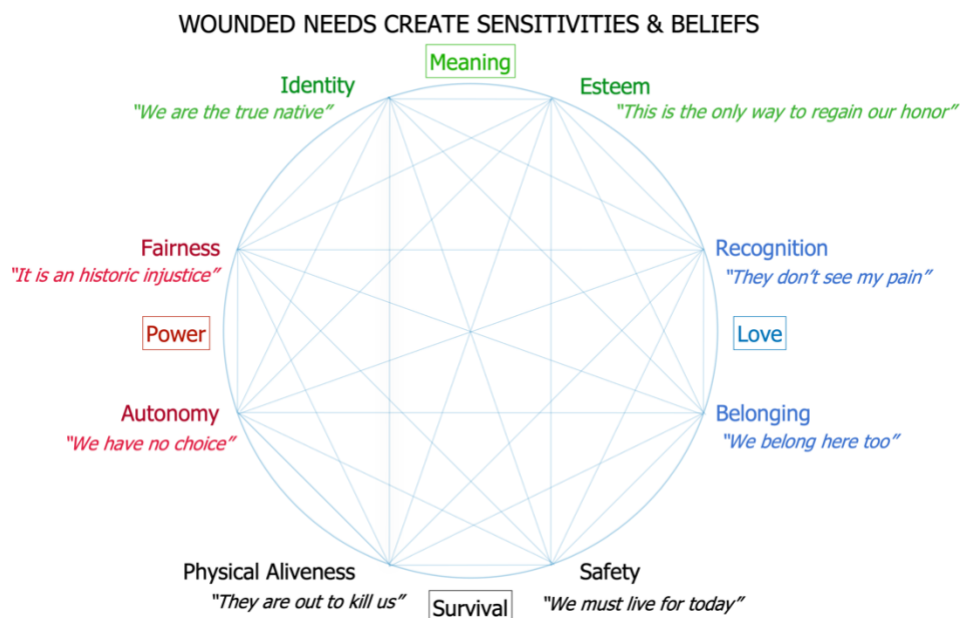 WOUNDED NEEDS CREATE SENSITIVITIES & BELIEFS
Meaning
Identity
"We are the true native"
Esteem
"This is the only way to regain our honor"
Fairness
"It is an historic injustice"
Recognition
"They don't see my pain"
Power
Love
Autonomy
"We have no choice"
Belonging
"We belong here too"
Physical Aliveness
"They are out to kill us"
Safety
"We must live for today"
Survival